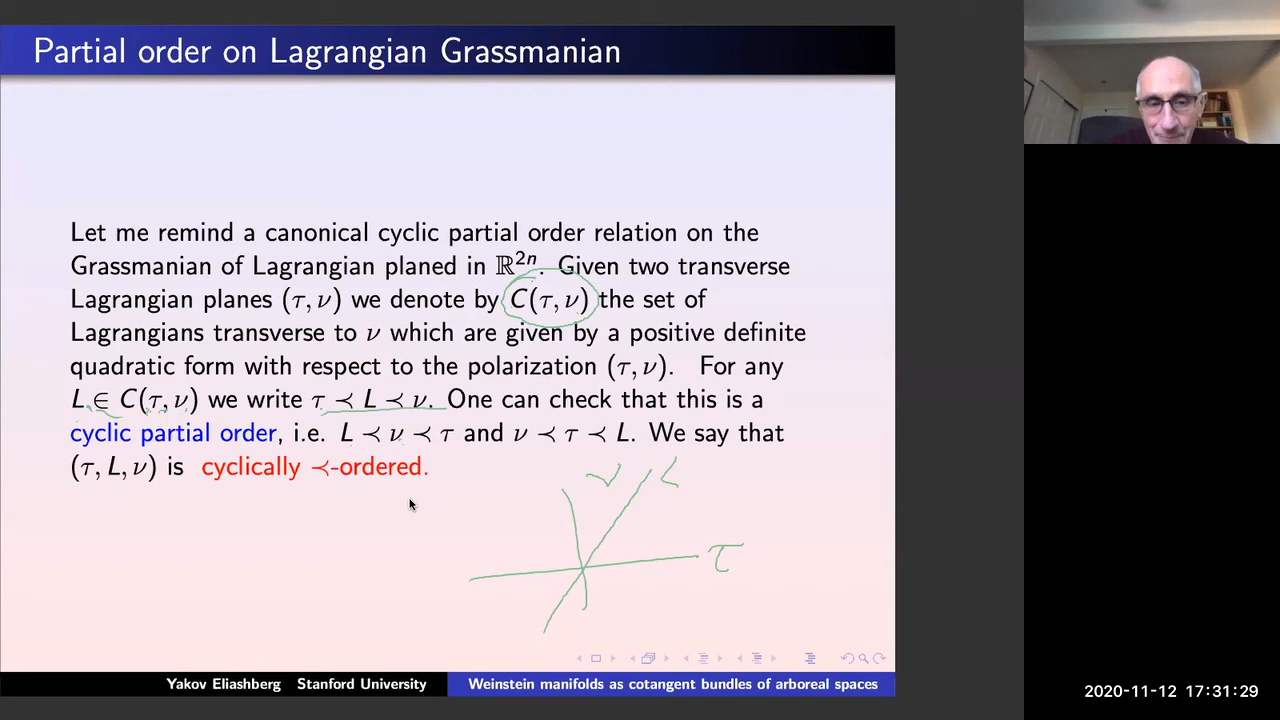 Partial order on Lagrangian Grassmanian
Let me remind a canonical cyclic partial order relation on the
Grassmanian of Lagrangian planed in ℝ²ⁿ. Given two transverse
Lagrangian planes (τ, ν) we denote by C(τ, ν) the set of
Lagrangians transverse to ν which are given by a positive definite
quadratic form with respect to the polarization (τ, ν). For any
L ∈ C(τ, ν) we write τ ≺ L ≺ ν. One can check that this is a
cyclic partial order, i.e. L ≺ ν ≺ τ and ν ≺ τ ≺ L. We say that
(τ, L, ν) is cyclically ≺-ordered.
ν L
τ
Yakov Eliashberg Stanford University Weinstein manifolds as cotangent bundles of arboreal spaces
2020-11-12 17:31:29